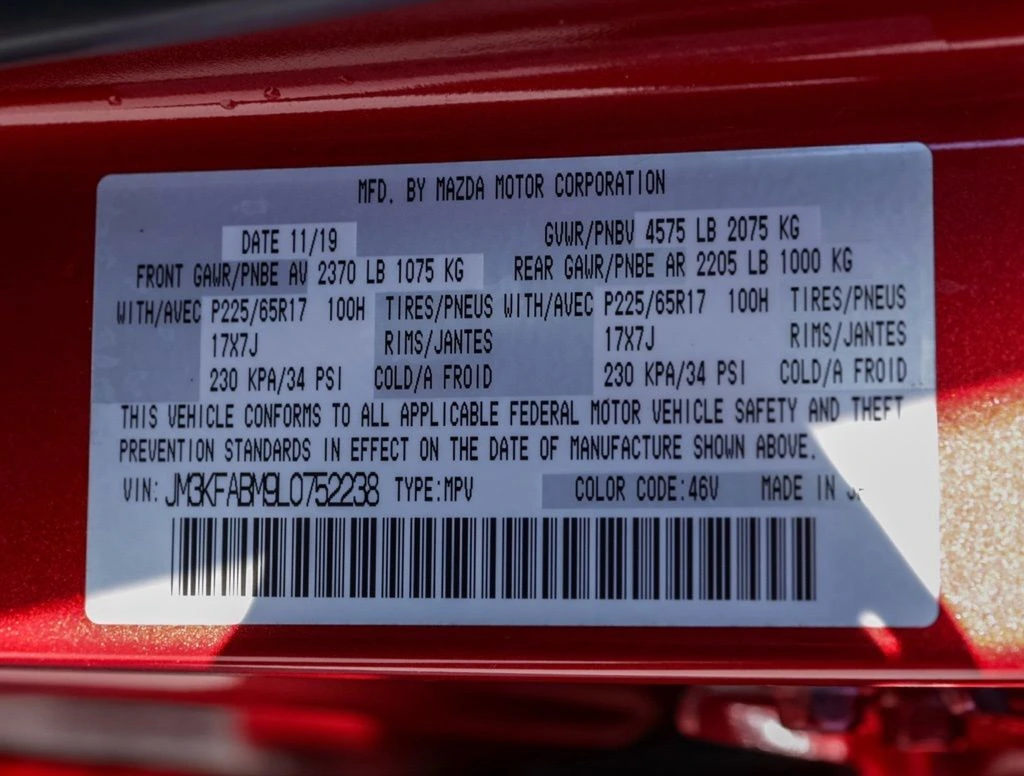 MFD. BY MAZDA MOTOR CORPORATION
DATE 11/19 GVWR/PNBV 4575 LB 2075 KG
FRONT GAWR/PNBE AV 2370 LB 1075 KG REAR GAWR/PNBE AR 2205 LB 1000 KG
WITH/AVEC P225/65R17 100H TIRES/PNEUS WITH/AVEC P225/65R17 100H TIRES/PNEUS
17X7J RIMS/JANTES 17X7J RIMS/JANTES
230 KPA/34 PSI COLD/A FROID 230 KPA/34 PSI COLD/A FROID
THIS VEHICLE CONFORMS TO ALL APPLICABLE FEDERAL MOTOR VEHICLE SAFETY AND THEFT
PREVENTION STANDARDS IN EFFECT ON THE DATE OF MANUFACTURE SHOWN ABOVE.
VIN: JM3KFABM9L0752238 TYPE:MPV COLOR CODE:46V MADE IN